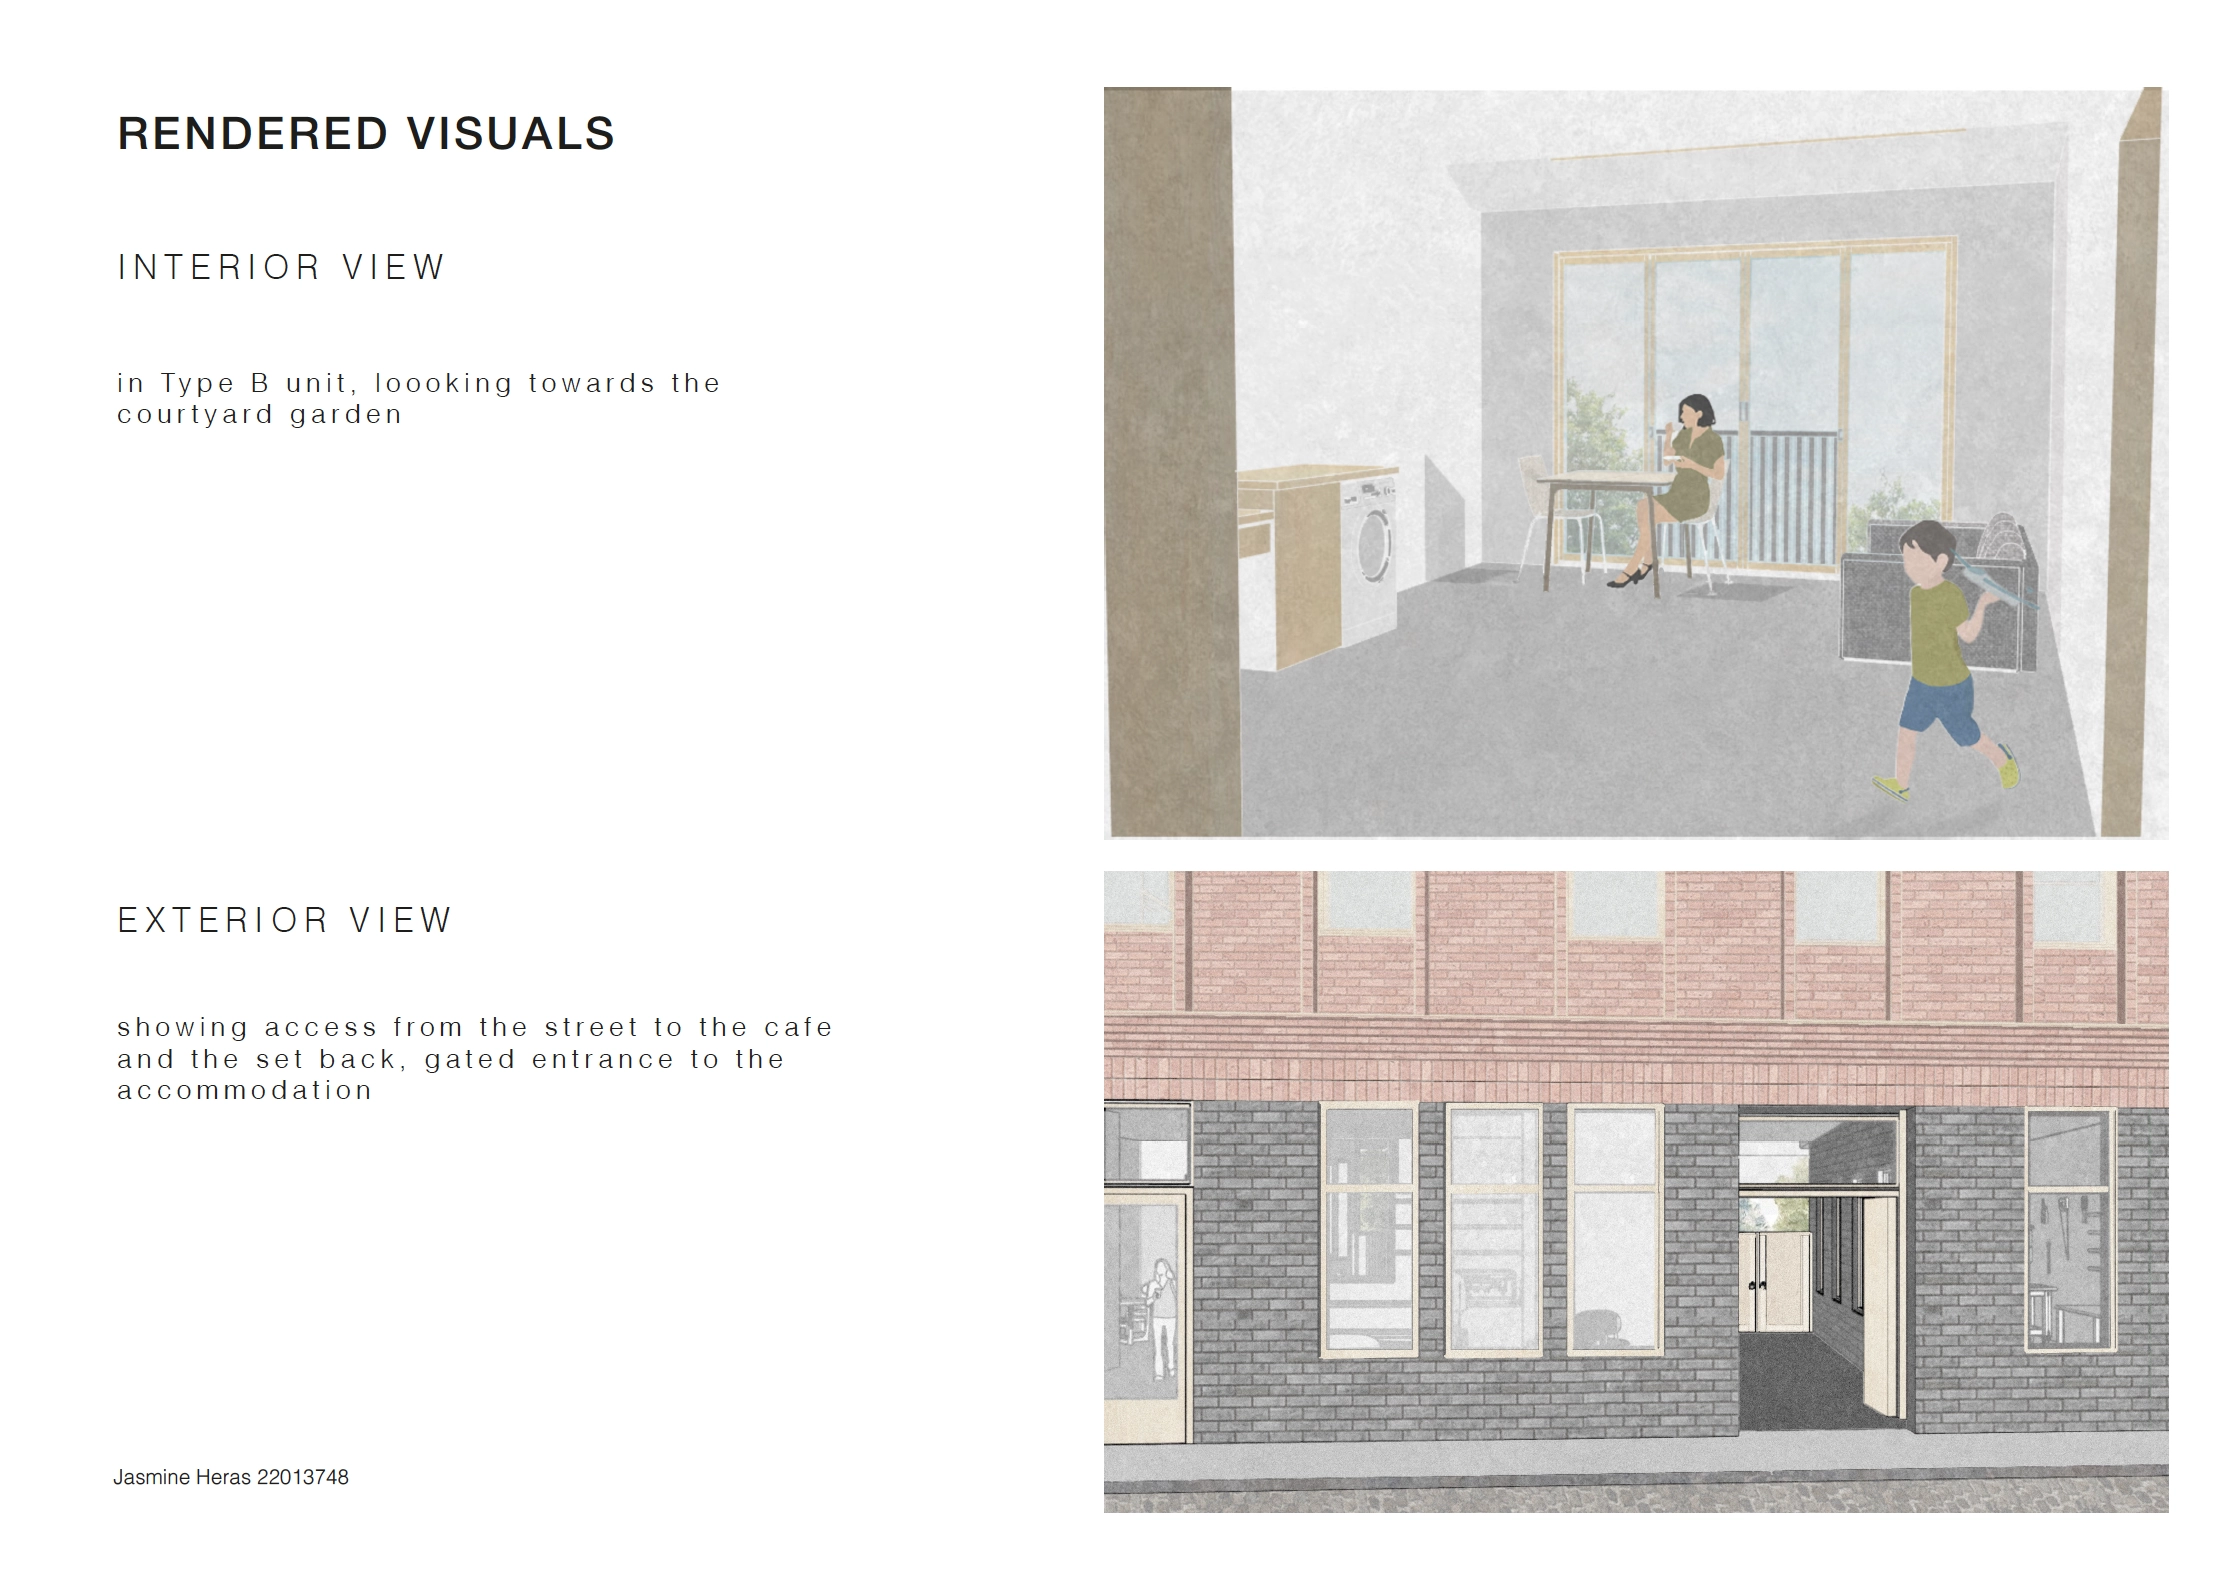 RENDERED VISUALS
INTERIOR VIEW
in Type B unit, loooking towards the
courtyard garden
EXTERIOR VIEW
showing access from the street to the cafe
and the set back, gated entrance to the
accommodation
Jasmine Heras 22013748